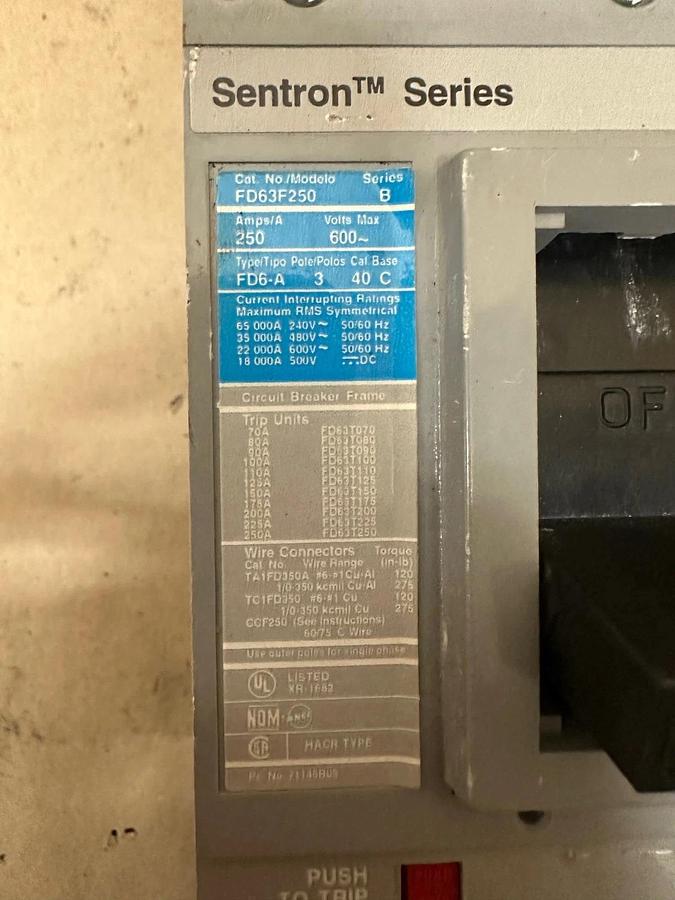 Sentron™ Series
Cat. No./Modelo Series
FD63F250 B
Amps/A Volts Max
250 600~
Type/Tipo Pole/Polos Cal Base
FD6-A 3 40 C
Current Interrupting Ratings
Maximum RMS Symmetrical
65 000A 240V~ 50/60 Hz
35 000A 480V~ 50/60 Hz
22 000A 600V~ 50/60 Hz
18 000A 500V ⎓DC
Circuit Breaker Frame
Trip Units
70A FD63T070
80A FD63T080
90A FD63T090
100A FD63T100
110A FD63T110
125A FD63T125
150A FD63T150
175A FD63T175
200A FD63T200
225A FD63T225
250A FD63T250
Wire Connectors Torque
Cat No. Wire Range (in-lb)
TA1FD350A #6-#1Cu-Al 120
1/0-350 kcmil Cu-Al 275
TC1FD350 #6-#1 Cu 120
1/0-350 kcmil Cu 275
CCF250 (See Instructions)
60/75 C Wire
Use outer poles for single phase
UL LISTED
XR-1682
NOM
HACR TYPE
OF
PUSH
TO TRIP